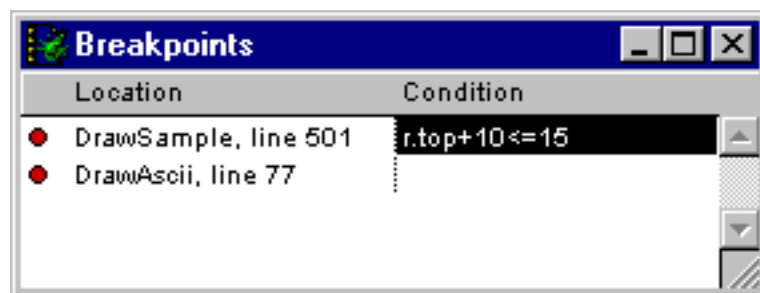 Breakpoints
Location Condition
DrawSample, line 501 r.top+10<=15
DrawAscii, line 77